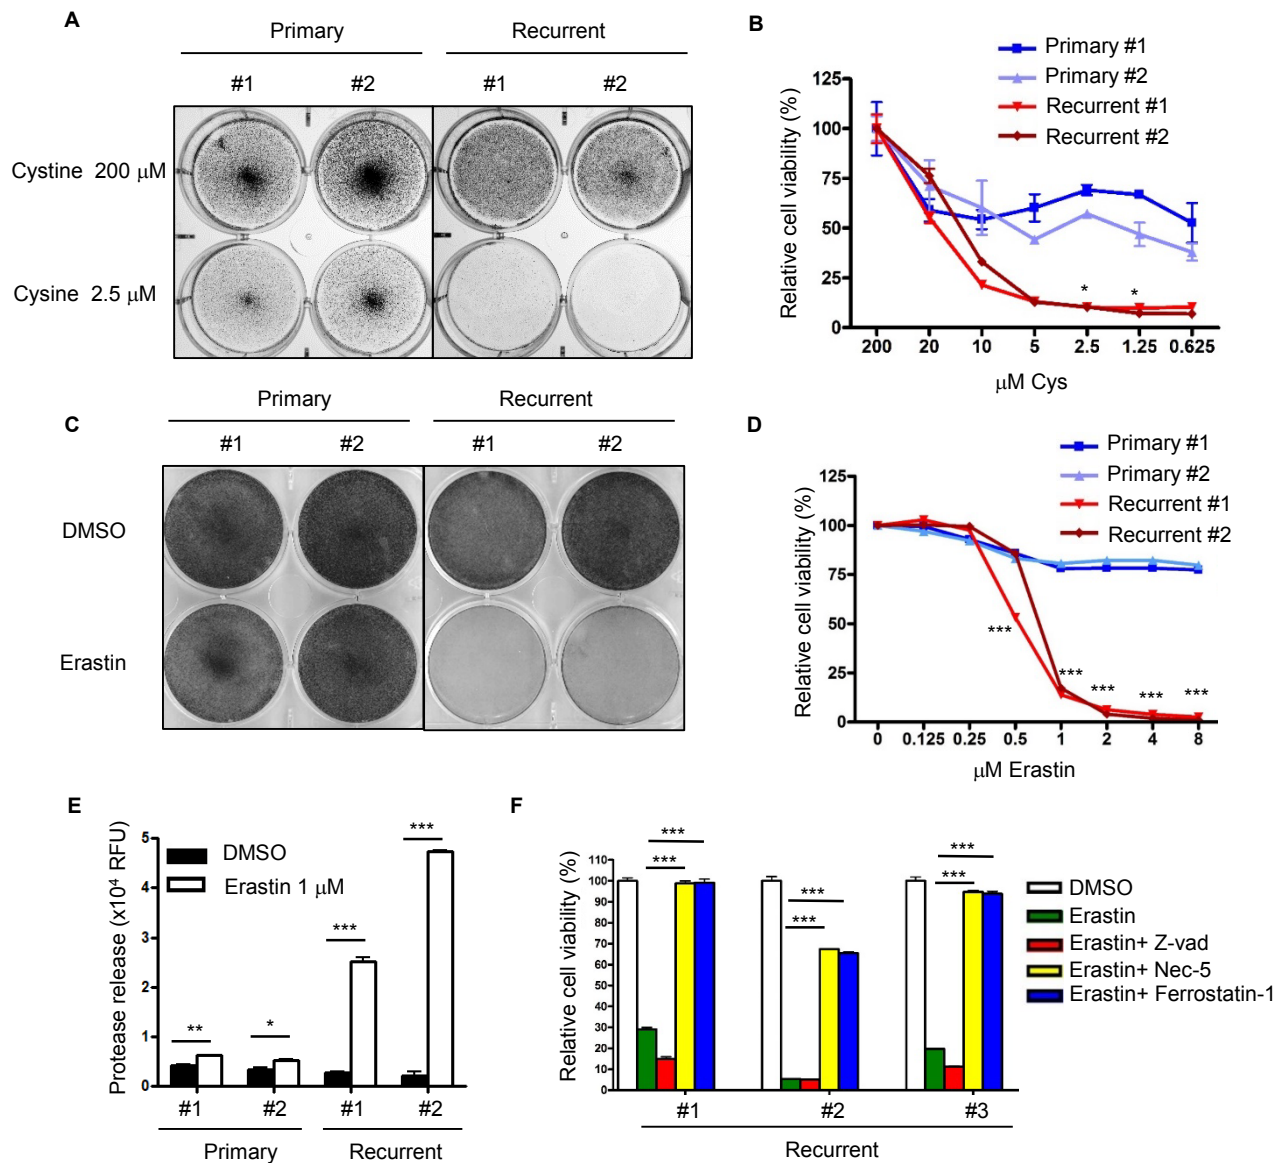 A
Primary Recurrent
#1 #2 #1 #2
Cystine 200 μM
Cysine 2.5 μM
B
Primary #1
Primary #2
Recurrent #1
Recurrent #2
Relative cell viability (%)
125
100
75
50
25
0
* *
200 20 10 5 2.5 1.25 0.625
μM Cys
C
Primary Recurrent
#1 #2 #1 #2
DMSO
Erastin
D
Primary #1
Primary #2
Recurrent #1
Recurrent #2
Relative cell viability (%)
125
100
75
50
25
0
*** *** *** *** ***
0 0.125 0.25 0.5 1 2 4 8
μM Erastin
E
Protease release (x10⁴ RFU)
5
4
3
2
1
0
DMSO
Erastin 1 μM
** * *** ***
#1 #2 #1 #2
Primary Recurrent
F
Relative cell viability (%)
110
100
90
80
70
60
50
40
30
20
10
0
*** *** ***
*** *** ***
DMSO
Erastin
Erastin+ Z-vad
Erastin+ Nec-5
Erastin+ Ferrostatin-1
#1 #2 #3
Recurrent